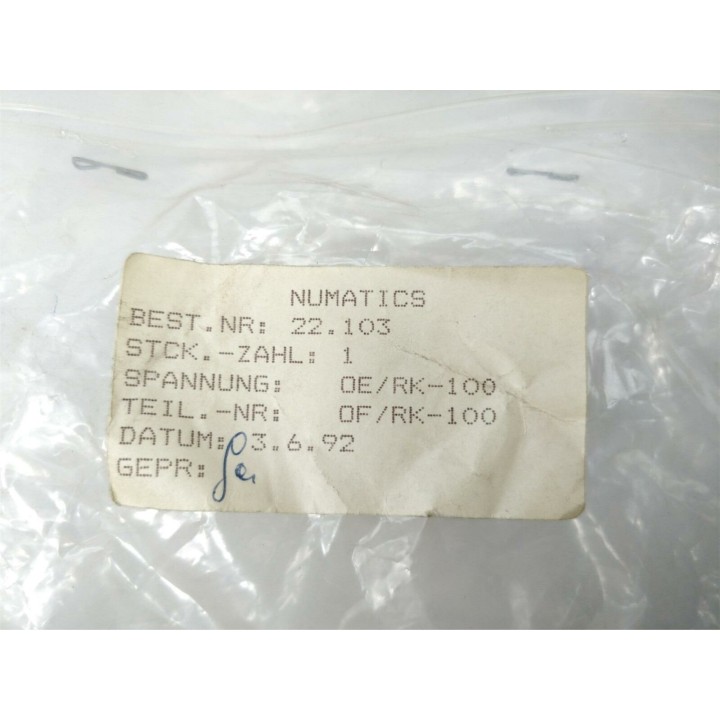 NUMATICS
BEST.NR: 22.103
STCK.-ZAHL: 1
SPANNUNG: OE/RK-100
TEIL.-NR: OF/RK-100
DATUM: 3.6.92
GEPR: